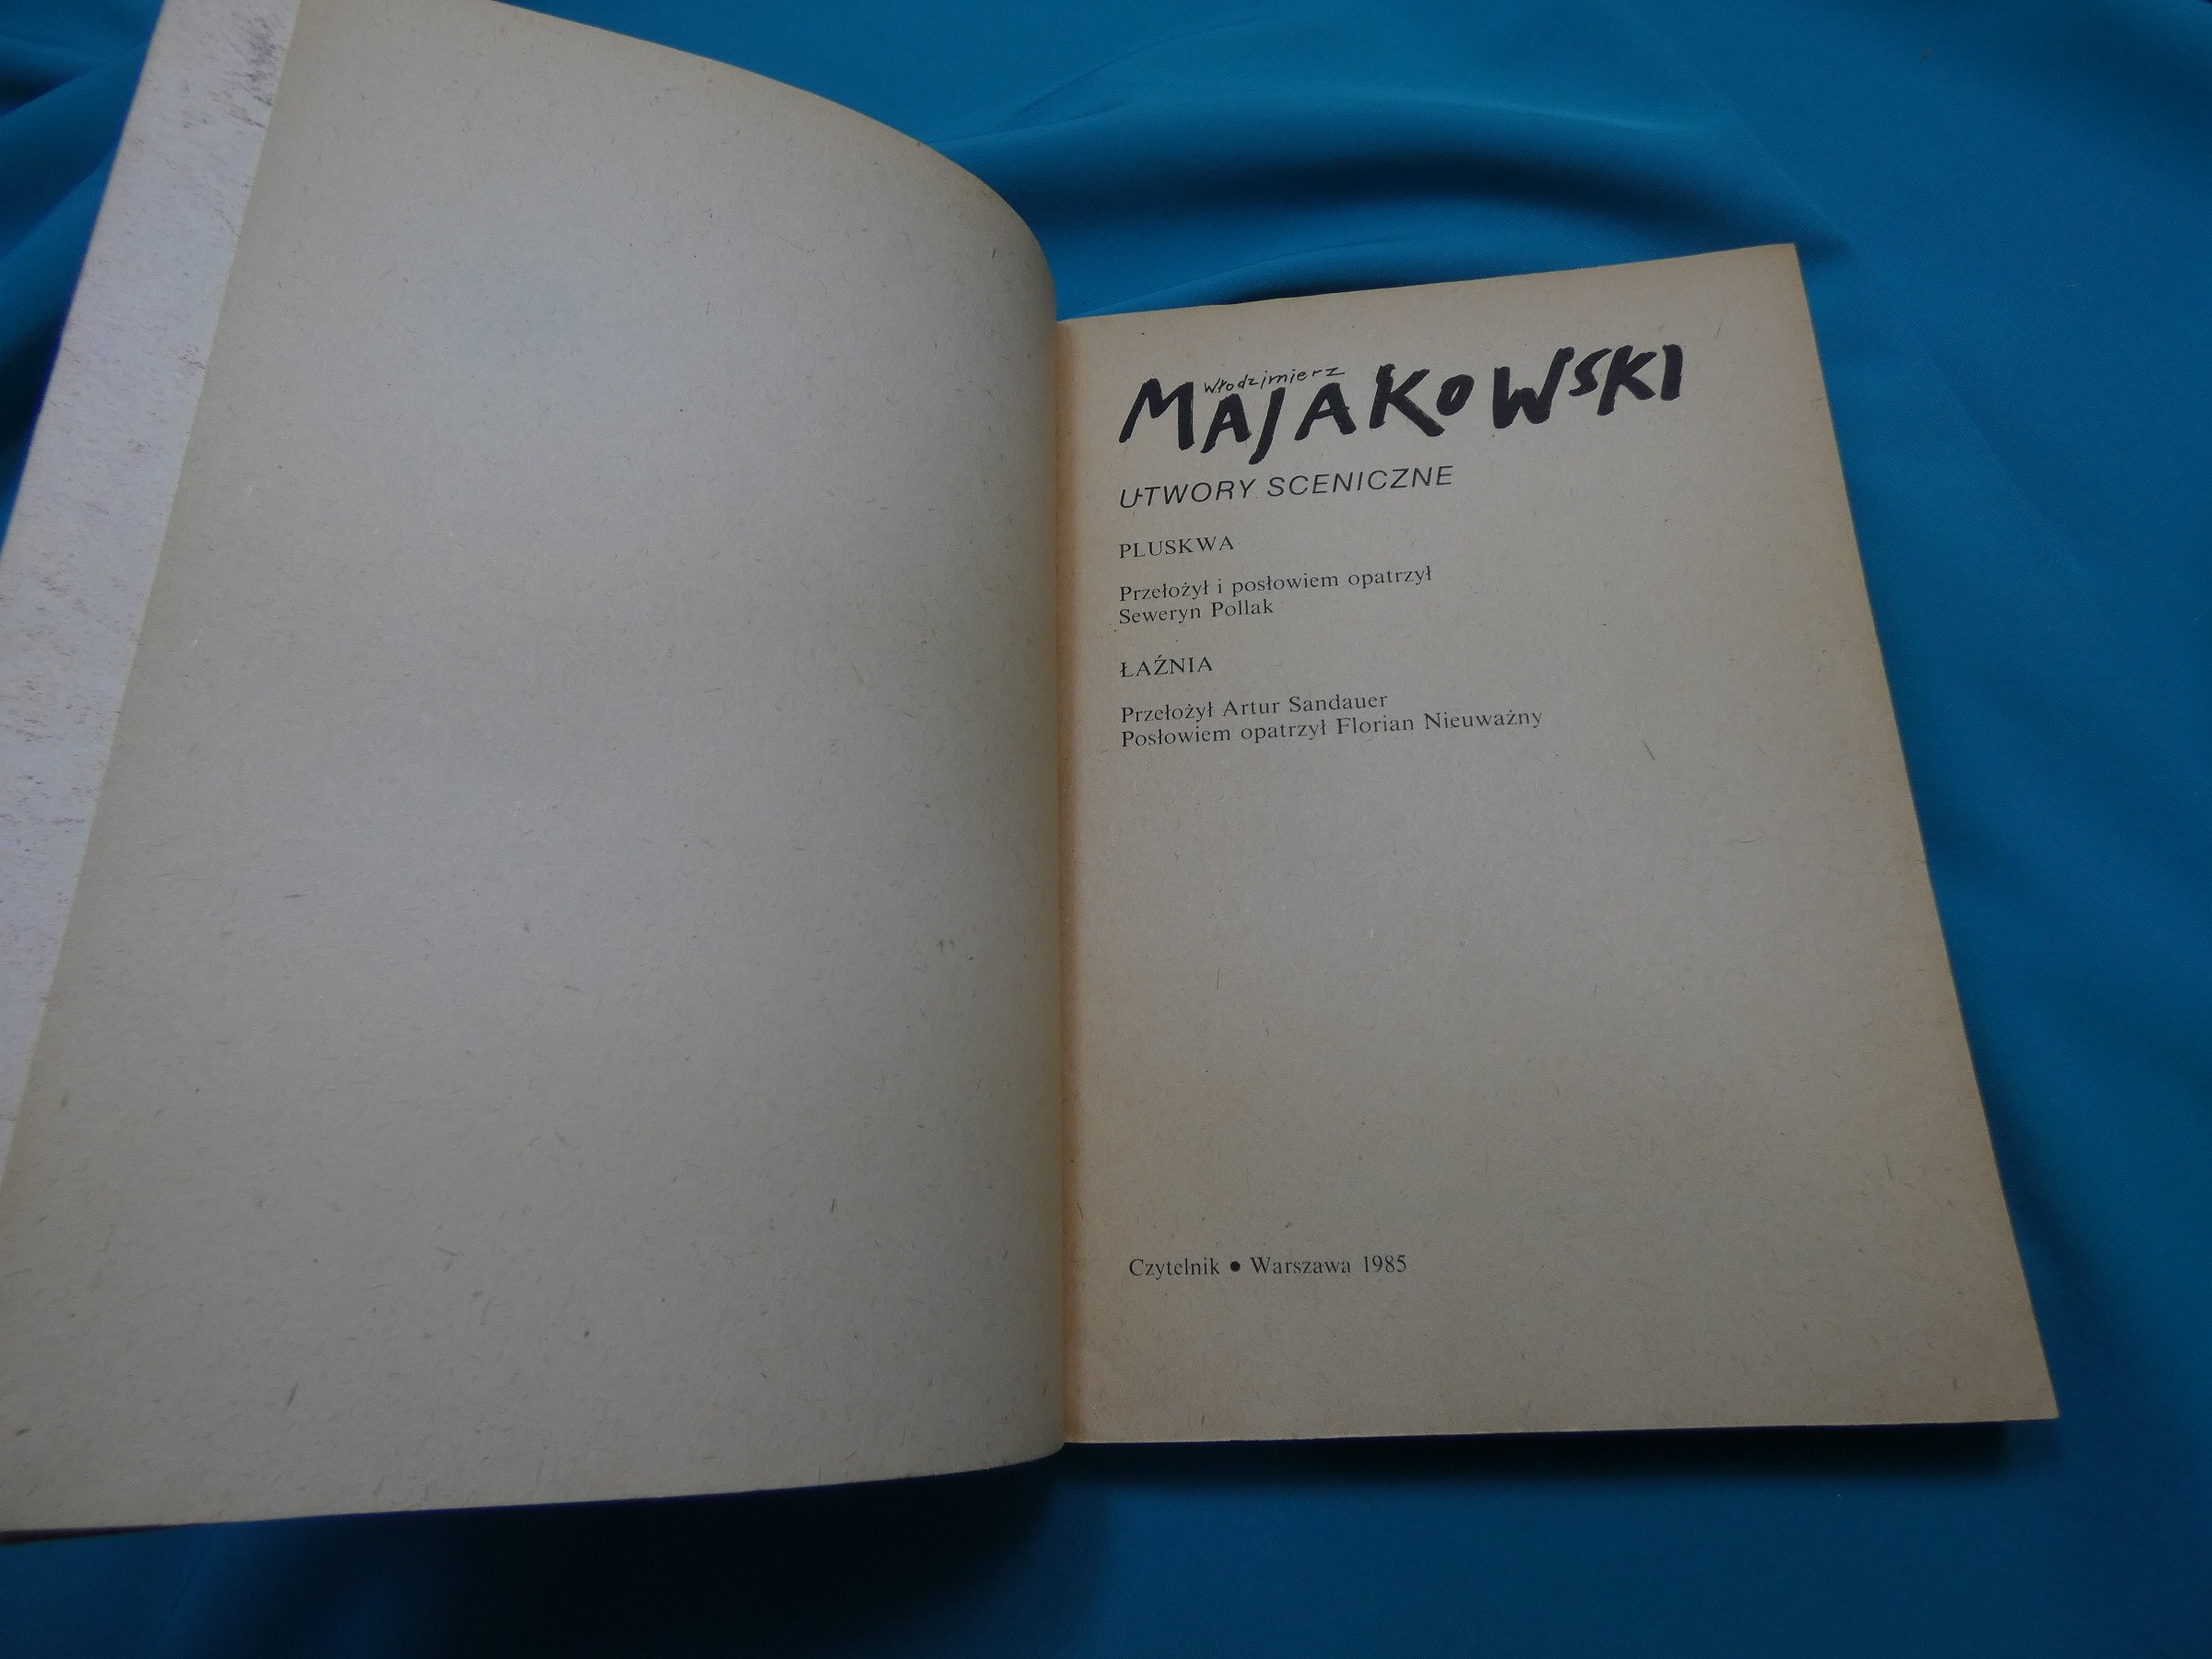 Włodzimierz
MAJAKOWSKI
UTWORY SCENICZNE
PLUSKWA
Przełożył i posłowiem opatrzył
Seweryn Pollak
ŁAŹNIA
Przełożył Artur Sandauer
Posłowiem opatrzył Florian Nieuważny
Czytelnik ● Warszawa 1985